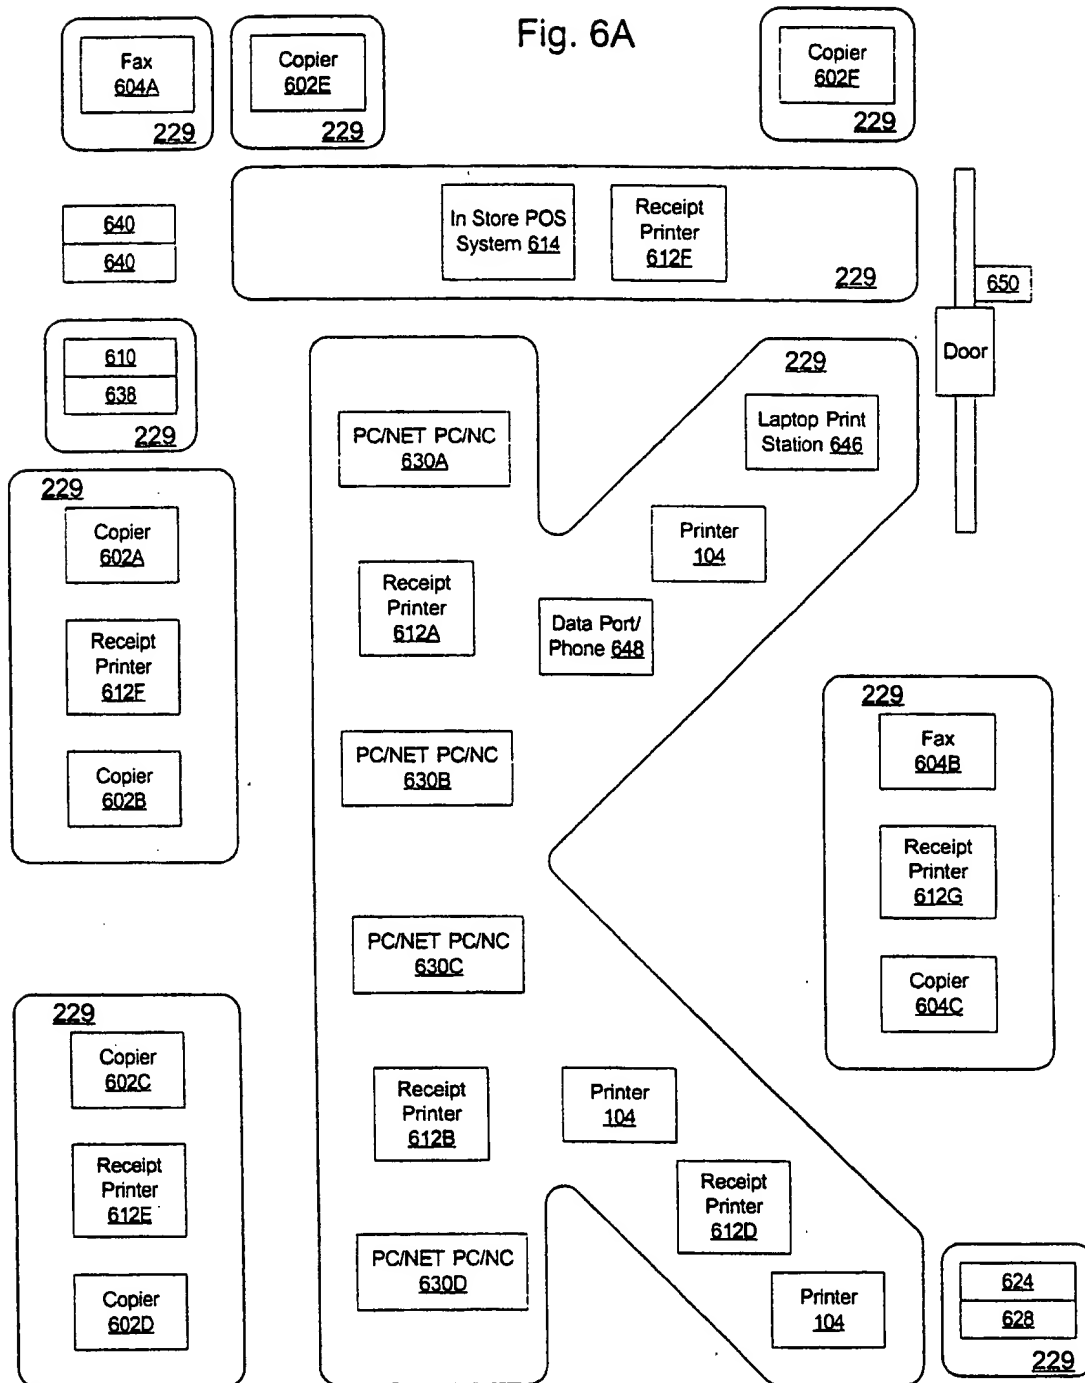 Fig. 6A
Fax
604A
229
Copier
602E
229
Copier
602F
229
640
640
In Store POS
System 614
Receipt
Printer
612F
229
650
Door
610
638
229
229
Laptop Print
Station 646
PC/NET PC/NC
630A
Printer
104
Receipt
Printer
612A
Data Port/
Phone 648
PC/NET PC/NC
630B
PC/NET PC/NC
630C
Receipt
Printer
612B
Printer
104
Receipt
Printer
612D
PC/NET PC/NC
630D
Printer
104
229
Copier
602A
Receipt
Printer
612F
Copier
602B
229
Copier
602C
Receipt
Printer
612E
Copier
602D
229
Fax
604B
Receipt
Printer
612G
Copier
604C
624
628
229